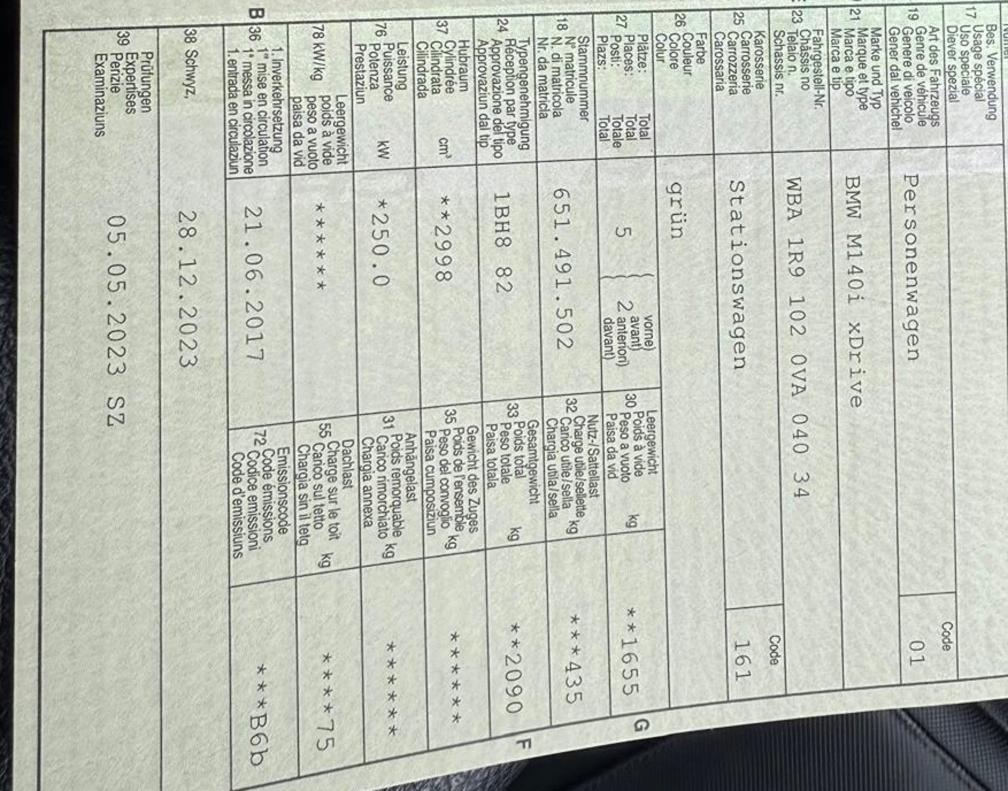 17 Bes. Verwendung
Usage spécial
Uso speciale
Diever spezial
19 Art des Fahrzeugs
Genre de véhicule
Genere di veicolo
Gener dal vehichel
Personenwagen
Code
01
21 Marke und Typ
Marque et type
Marca e tipo
Marca e tip
BMW M140i xDrive
23 Fahrgestell-Nr.
Châssis no
Telaio n.
Schassis nr.
WBA 1R9 102 0VA 040 34
25 Karosserie
Carrosserie
Carrozzeria
Carossaria
Stationswagen
Code
161
26 Farbe
Couleur
Colore
Colur
grün
27 Plätze: Total
Places: Total
Posti: Totale
Plazs: Total
5
2
vorne)
avant)
anteriori)
davant)
30 Leergewicht
Poids à vide
Peso a vuoto kg
Paisa da vid
**1655
G
18 Stammnummer
N° matricule
N. di matricola
Nr. da matricla
651.491.502
32 Nutz-/Sattellast
Charge utile/sellette kg
Carico utile/sella
Chargia utila/sella
***435
24 Typengenehmigung
Réception par type
Approvazione del tipo
Approvaziun dal tip
1BH8 82
33 Gesamtgewicht
Poids total kg
Peso totale
Paisa totala
**2090
F
37 Hubraum
Cylindrée cm³
Cilindrata
Cilindrada
**2998
35 Gewicht des Zuges
Poids de l'ensemble kg
Peso del convoglio
Paisa cumposiziun
******
76 Leistung
Puissance kW
Potenza
Prestaziun
*250.0
31 Anhängelast
Poids remorquable kg
Carico rimorchiato
Chargia annexa
******
78 kW/kg Leergewicht
poids à vide
peso a vuoto
paisa da vid
******
55 Dachlast
Charge sur le toit kg
Carico sul tetto
Chargia sin il tetg
****75
B
36 1. Inverkehrsetzung
1re mise en circulation
1a messa in circolazione
1. entrada en circulaziun
21.06.2017
72 Emissionscode
Code émissions
Codice emissioni
Code d'emissiuns
***B6b
38 Schwyz,
28.12.2023
39 Prüfungen
Expertises
Perizie
Examinaziuns
05.05.2023 SZ